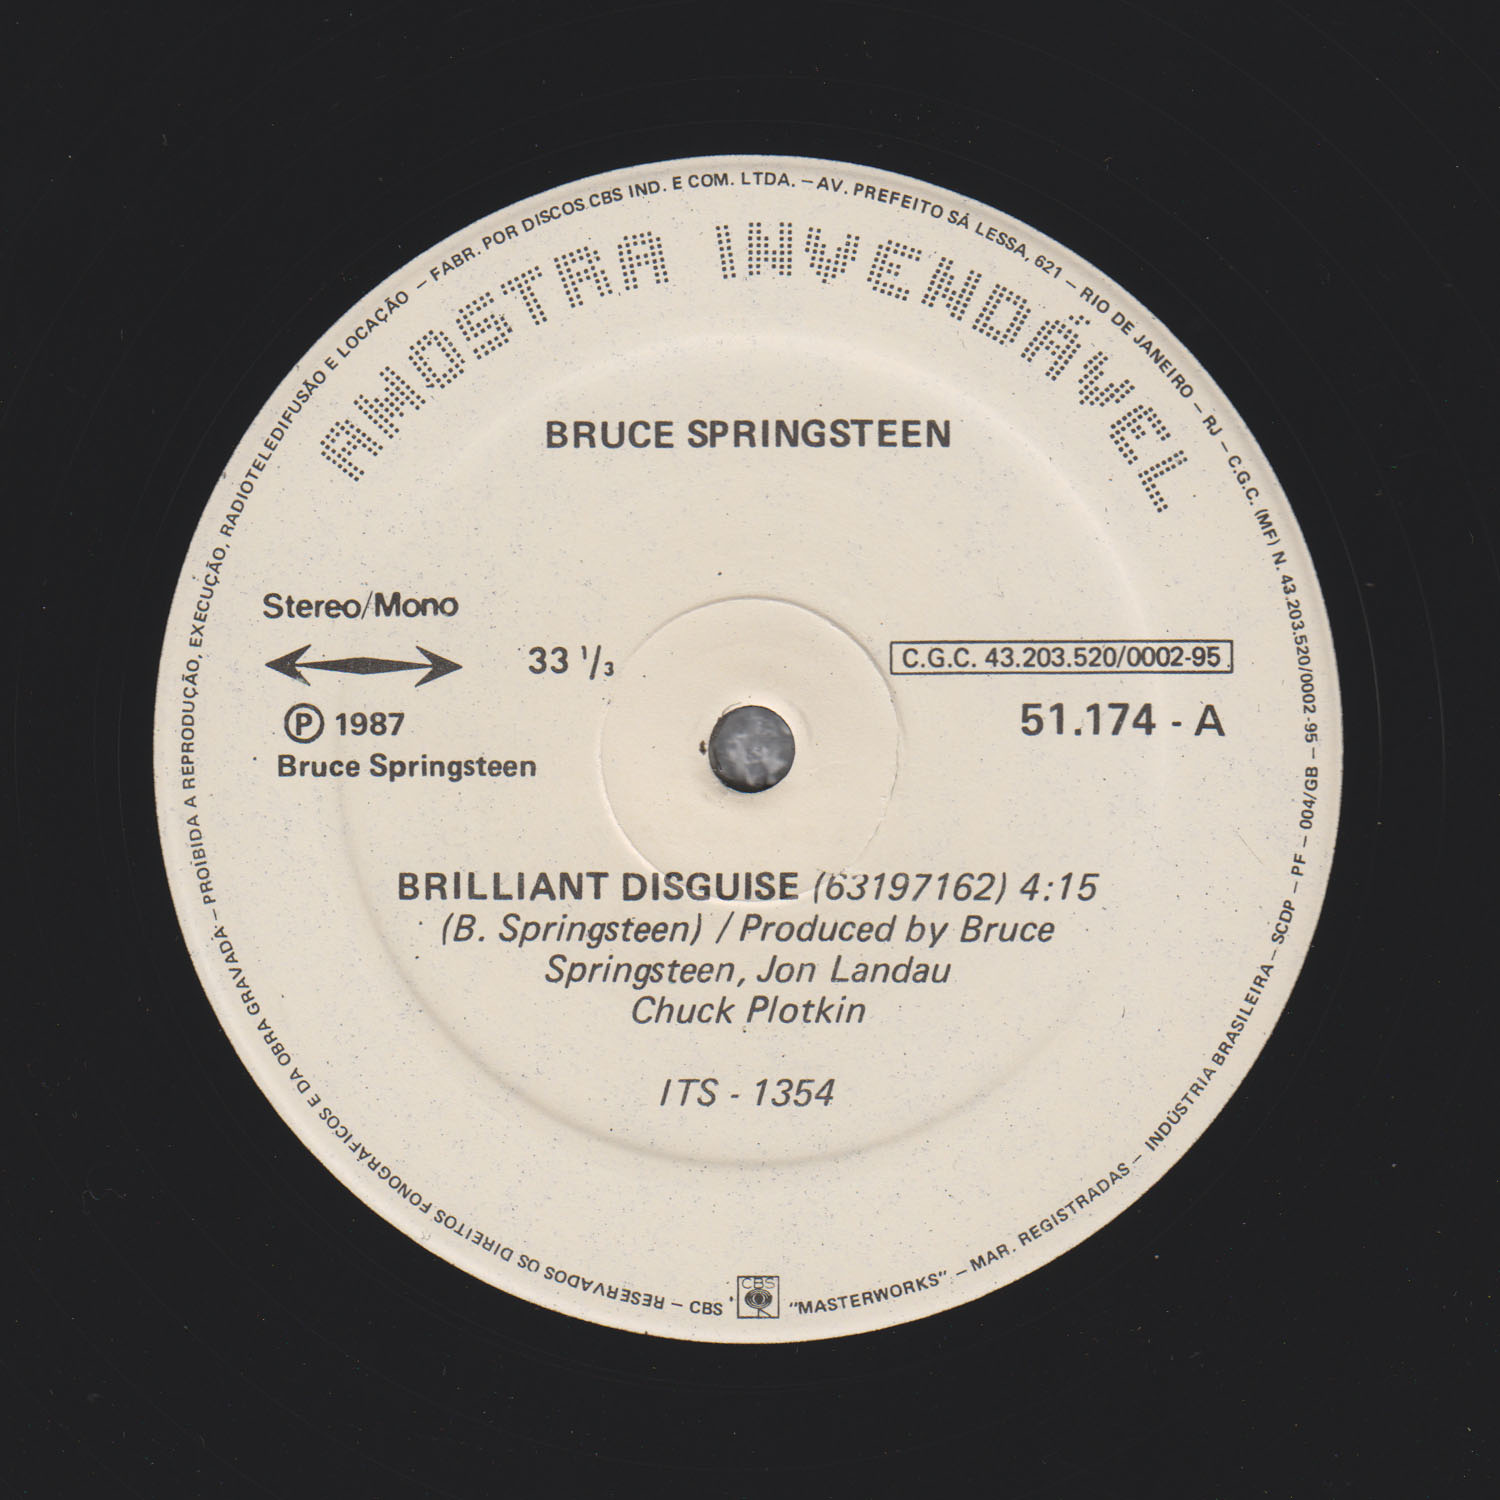 — FABR. POR DISCOS CBS IND. E COM. LTDA. — AV. PREFEITO SÁ LESSA, 621 — RIO DE JANEIRO — RJ — C.G.C. (MF) N. 43.203.520/0002-95 — PF — 004/GB — SCDP — INDÚSTRIA BRASILEIRA — MAR. REGISTRADAS — "MASTERWORKS" CBS CBS — RESERVADOS OS DIREITOS FONOGRÁFICOS E DA OBRA GRAVADA — PROIBIDA A REPRODUÇÃO, EXECUÇÃO, RADIOTELEDIFUSÃO E LOCAÇÃO
AMOSTRA INVENDÁVEL
BRUCE SPRINGSTEEN
Stereo/Mono
33 1/3
C.G.C. 43.203.520/0002-95
℗ 1987
Bruce Springsteen
51.174 - A
BRILLIANT DISGUISE (63197162) 4:15
(B. Springsteen) / Produced by Bruce
Springsteen, Jon Landau
Chuck Plotkin
ITS - 1354